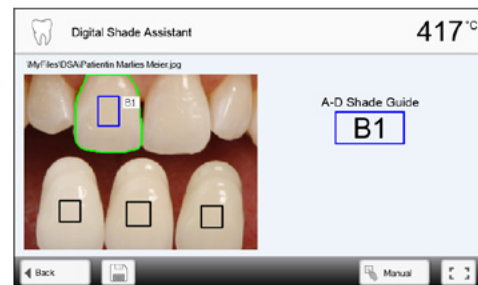 Digital Shade Assistant
417°C
\MyFiles\DSA\Patientin Marlies Meier.jpg
B1
A-D Shade Guide
B1
Back
Manual